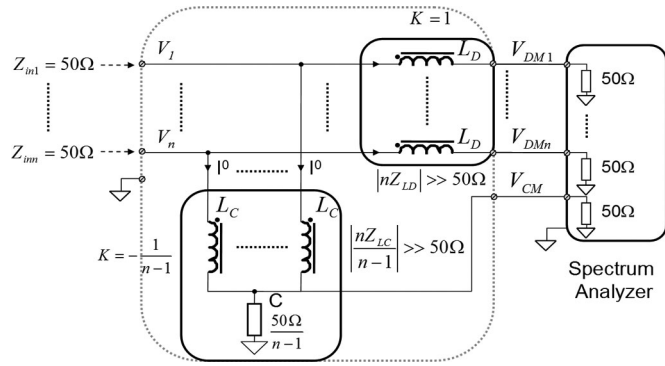 K = 1
Z_in1 = 50Ω
V_1
L_D
V_DM1
50Ω
Z_inn = 50Ω
V_n
L_D
V_DMn
50Ω
I^0
I^0
|nZ_LD| >> 50Ω
V_CM
50Ω
L_C
L_C
K = -1/(n-1)
|nZ_LC/(n-1)| >> 50Ω
C
50Ω/(n-1)
Spectrum
Analyzer